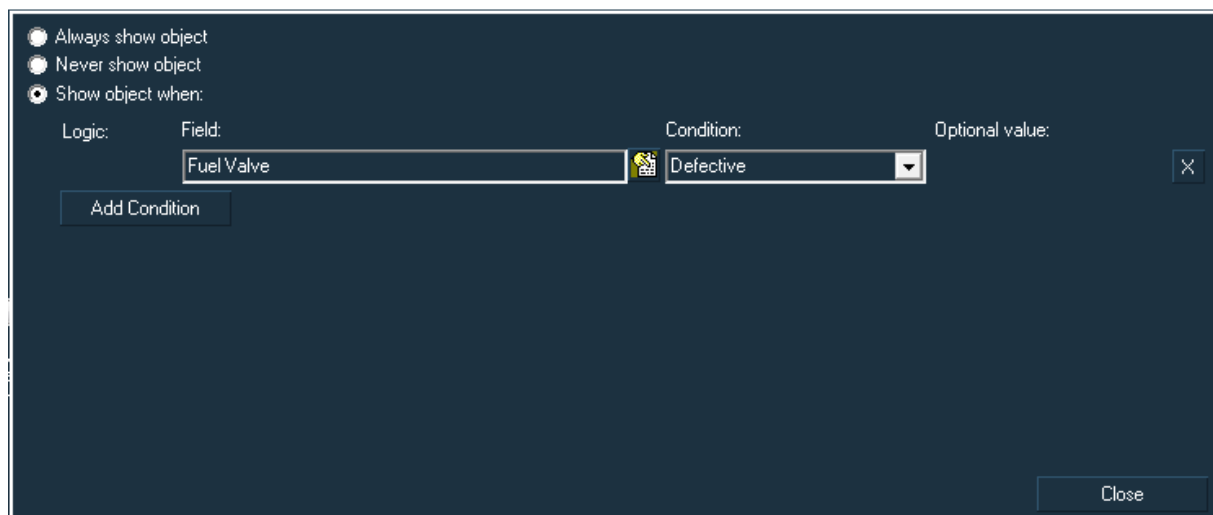 Always show object
Never show object
Show object when:
Logic: Field: Condition: Optional value:
Fuel Valve Defective X
Add Condition
Close